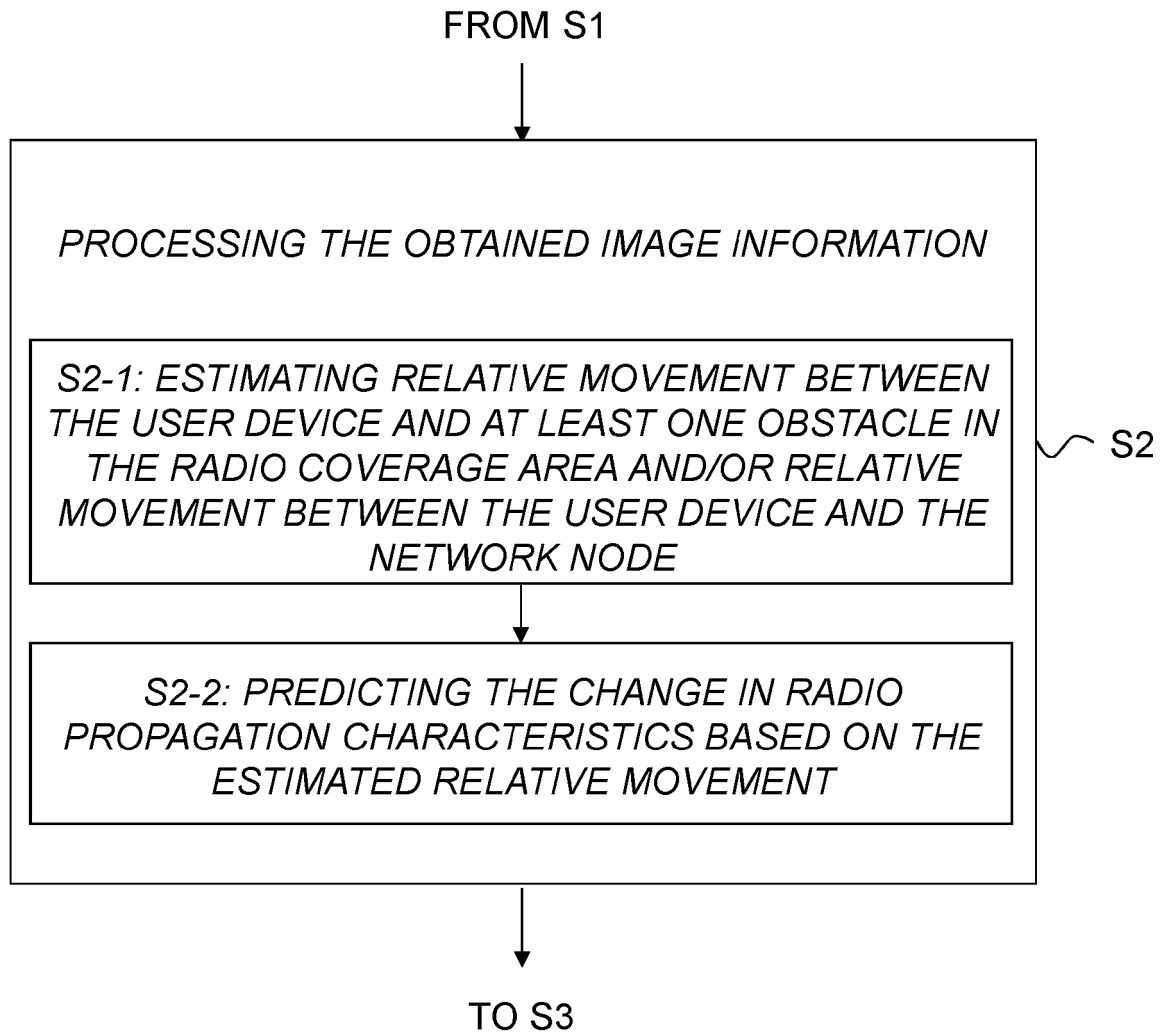 FROM S1
PROCESSING THE OBTAINED IMAGE INFORMATION
S2-1: ESTIMATING RELATIVE MOVEMENT BETWEEN
THE USER DEVICE AND AT LEAST ONE OBSTACLE IN
THE RADIO COVERAGE AREA AND/OR RELATIVE
MOVEMENT BETWEEN THE USER DEVICE AND THE
NETWORK NODE
S2
S2-2: PREDICTING THE CHANGE IN RADIO
PROPAGATION CHARACTERISTICS BASED ON THE
ESTIMATED RELATIVE MOVEMENT
TO S3